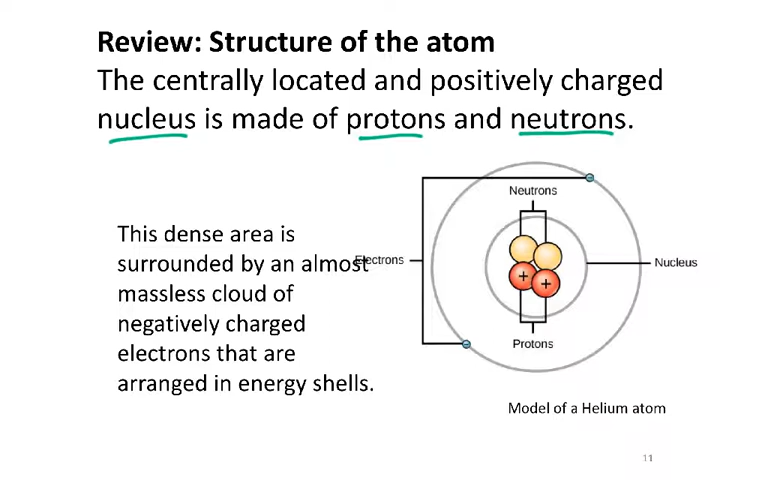 Review: Structure of the atom
The centrally located and positively charged
nucleus is made of protons and neutrons.
This dense area is
surrounded by an almost
massless cloud of
negatively charged
electrons that are
arranged in energy shells.
Neutrons
Electrons
Nucleus
+
+
Protons
Model of a Helium atom
11